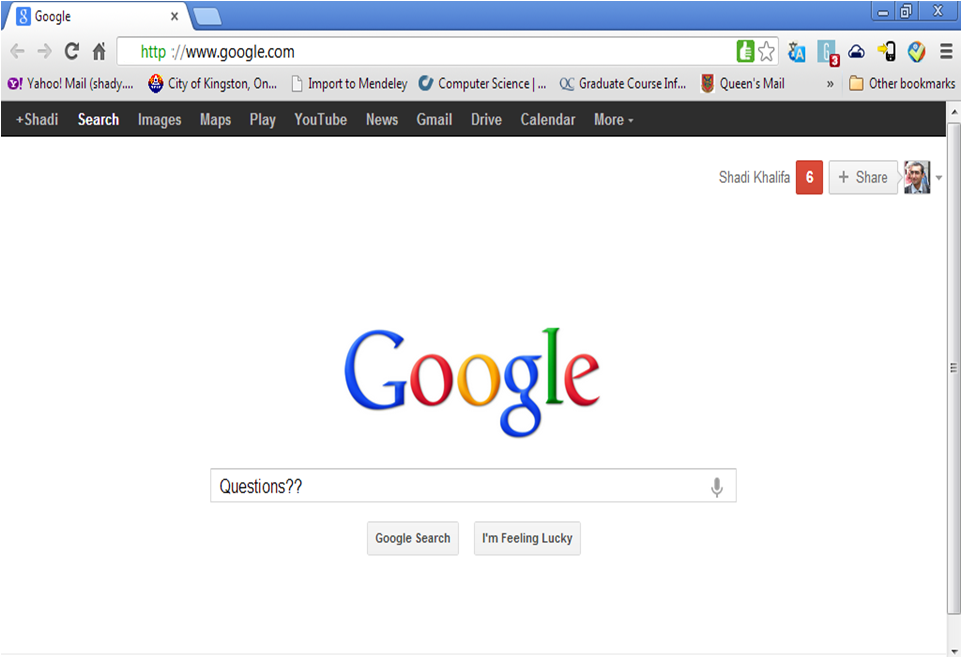 Google
http ://www.google.com
Yahoo! Mail (shady.... City of Kingston, On... Import to Mendeley Computer Science | ... Graduate Course Inf... Queen's Mail » Other bookmarks
+Shadi Search Images Maps Play YouTube News Gmail Drive Calendar More
Shadi Khalifa 6 + Share
Google
Questions??
Google Search I'm Feeling Lucky